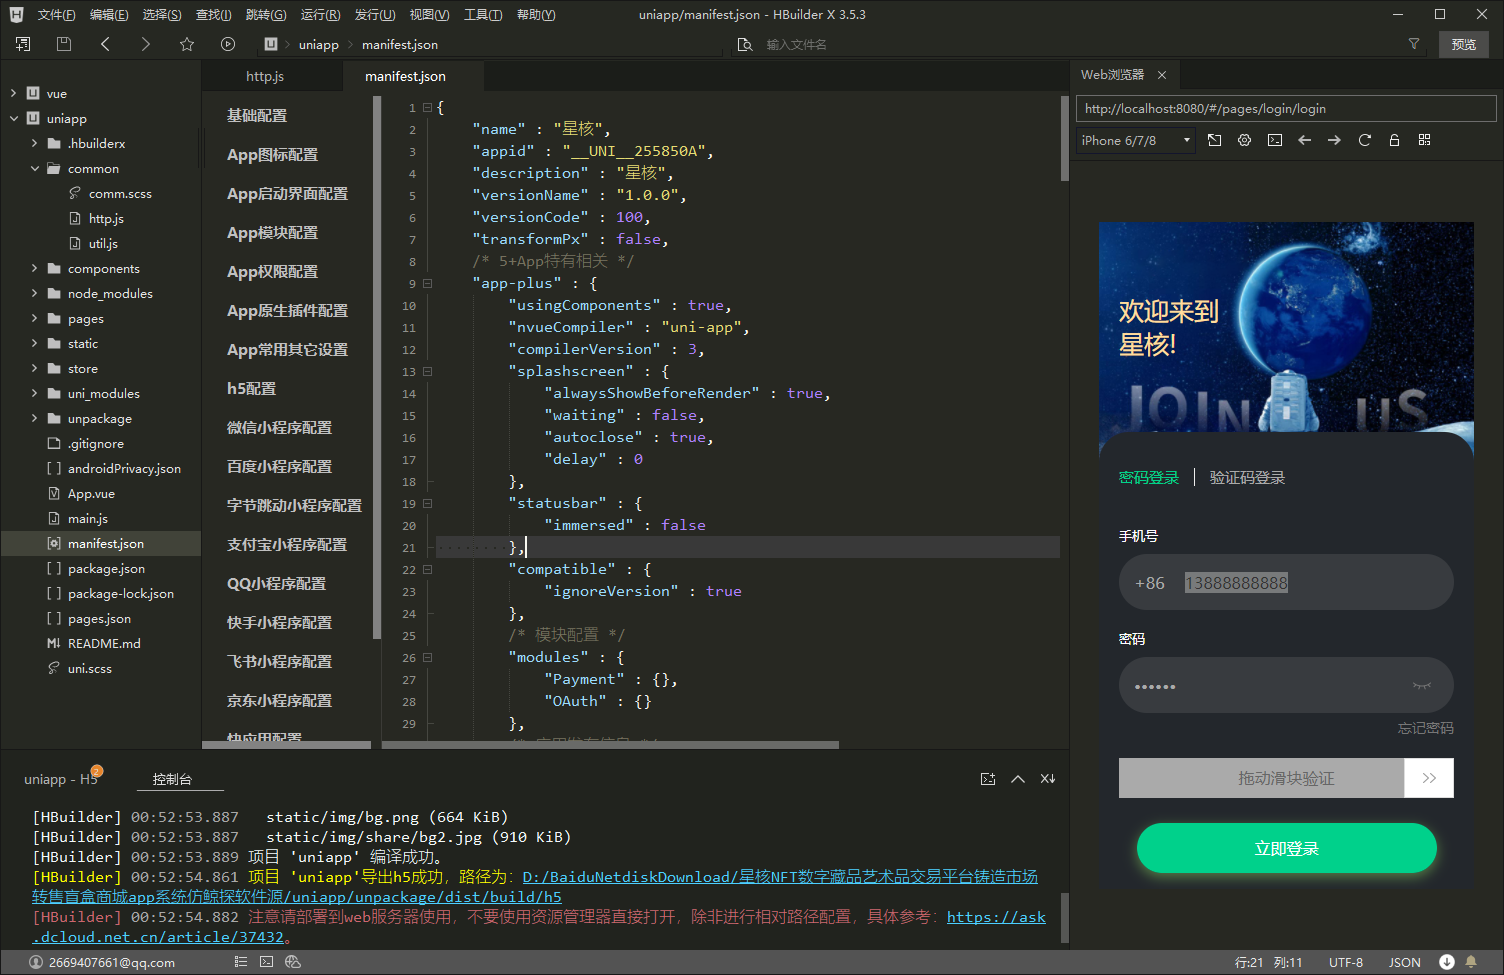 文件(F) 编辑(E) 选择(S) 查找(I) 跳转(G) 运行(R) 发行(U) 视图(V) 工具(T) 帮助(Y)
uniapp/manifest.json - HBuilder X 3.5.3
uniapp
manifest.json
输入文件名
预览
vue
uniapp
.hbuilderx
common
comm.scss
http.js
util.js
components
node_modules
pages
static
store
uni_modules
unpackage
.gitignore
androidPrivacy.json
App.vue
main.js
manifest.json
package.json
package-lock.json
pages.json
README.md
uni.scss
http.js
manifest.json
基础配置
App图标配置
App启动界面配置
App模块配置
App权限配置
App原生插件配置
App常用其它设置
h5配置
微信小程序配置
百度小程序配置
字节跳动小程序配置
支付宝小程序配置
QQ小程序配置
快手小程序配置
飞书小程序配置
京东小程序配置
快应用配置
1 {
2 "name" : "星核",
3 "appid" : "__UNI__255850A",
4 "description" : "星核",
5 "versionName" : "1.0.0",
6 "versionCode" : 100,
7 "transformPx" : false,
8 /* 5+App特有相关 */
9 "app-plus" : {
10 "usingComponents" : true,
11 "nvueCompiler" : "uni-app",
12 "compilerVersion" : 3,
13 "splashscreen" : {
14 "alwaysShowBeforeRender" : true,
15 "waiting" : false,
16 "autoclose" : true,
17 "delay" : 0
18 },
19 "statusbar" : {
20 "immersed" : false
21 },
22 "compatible" : {
23 "ignoreVersion" : true
24 },
25 /* 模块配置 */
26 "modules" : {
27 "Payment" : {},
28 "OAuth" : {}
29 },
/* 应用发布信息 */
Web浏览器
http://localhost:8080/#/pages/login/login
iPhone 6/7/8
欢迎来到
星核!
JOIN US
密码登录
验证码登录
手机号
+86 13888888888
密码
••••••
忘记密码
拖动滑块验证
>>
立即登录
uniapp - H5
2
控制台
[HBuilder] 00:52:53.887 static/img/bg.png (664 KiB)
[HBuilder] 00:52:53.887 static/img/share/bg2.jpg (910 KiB)
[HBuilder] 00:52:53.889 项目 'uniapp' 编译成功。
[HBuilder] 00:52:54.861 项目 'uniapp'导出h5成功，路径为：D:/BaiduNetdiskDownload/星核NFT数字藏品艺术品交易平台铸造市场
转售盲盒商城app系统仿鲸探软件源/uniapp/unpackage/dist/build/h5
[HBuilder] 00:52:54.882 注意请部署到web服务器使用，不要使用资源管理器直接打开，除非进行相对路径配置，具体参考：https://ask
.dcloud.net.cn/article/37432。
2669407661@qq.com
行:21 列:11
UTF-8
JSON